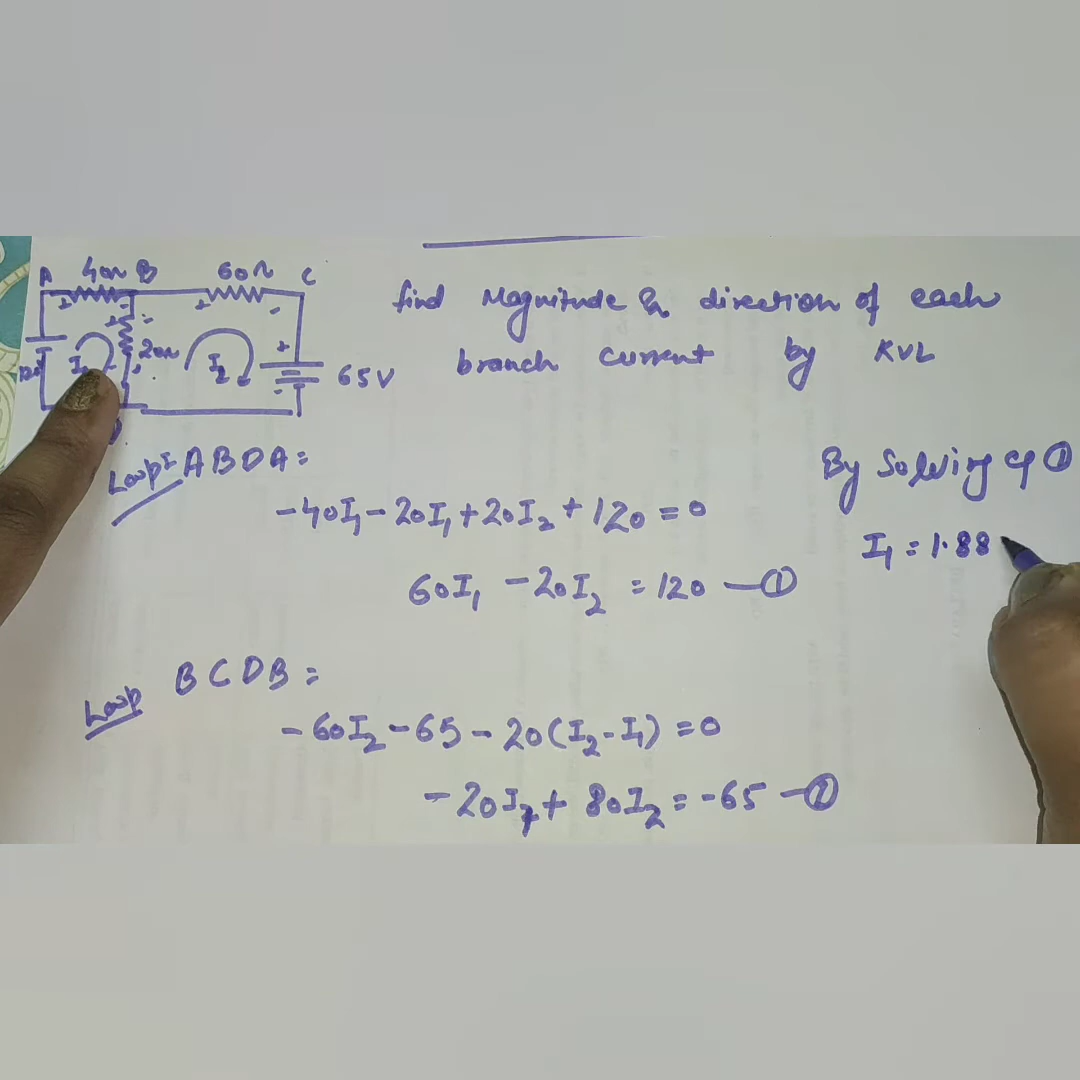 A 40Ω B 60Ω C
+ + - + -
20Ω
I₂ + -
65V
find Magnitude & direction of each
branch current by KVL
Loop I ABDA =
-40I₁ - 20I₁ + 20I₂ + 120 = 0
60I₁ - 20I₂ = 120 —①
Loop BCDB =
-60I₂ - 65 - 20(I₂ - I₁) = 0
-20I₁ + 80I₂ = -65 —②
By Solving eq ①
I₁ = 1.88